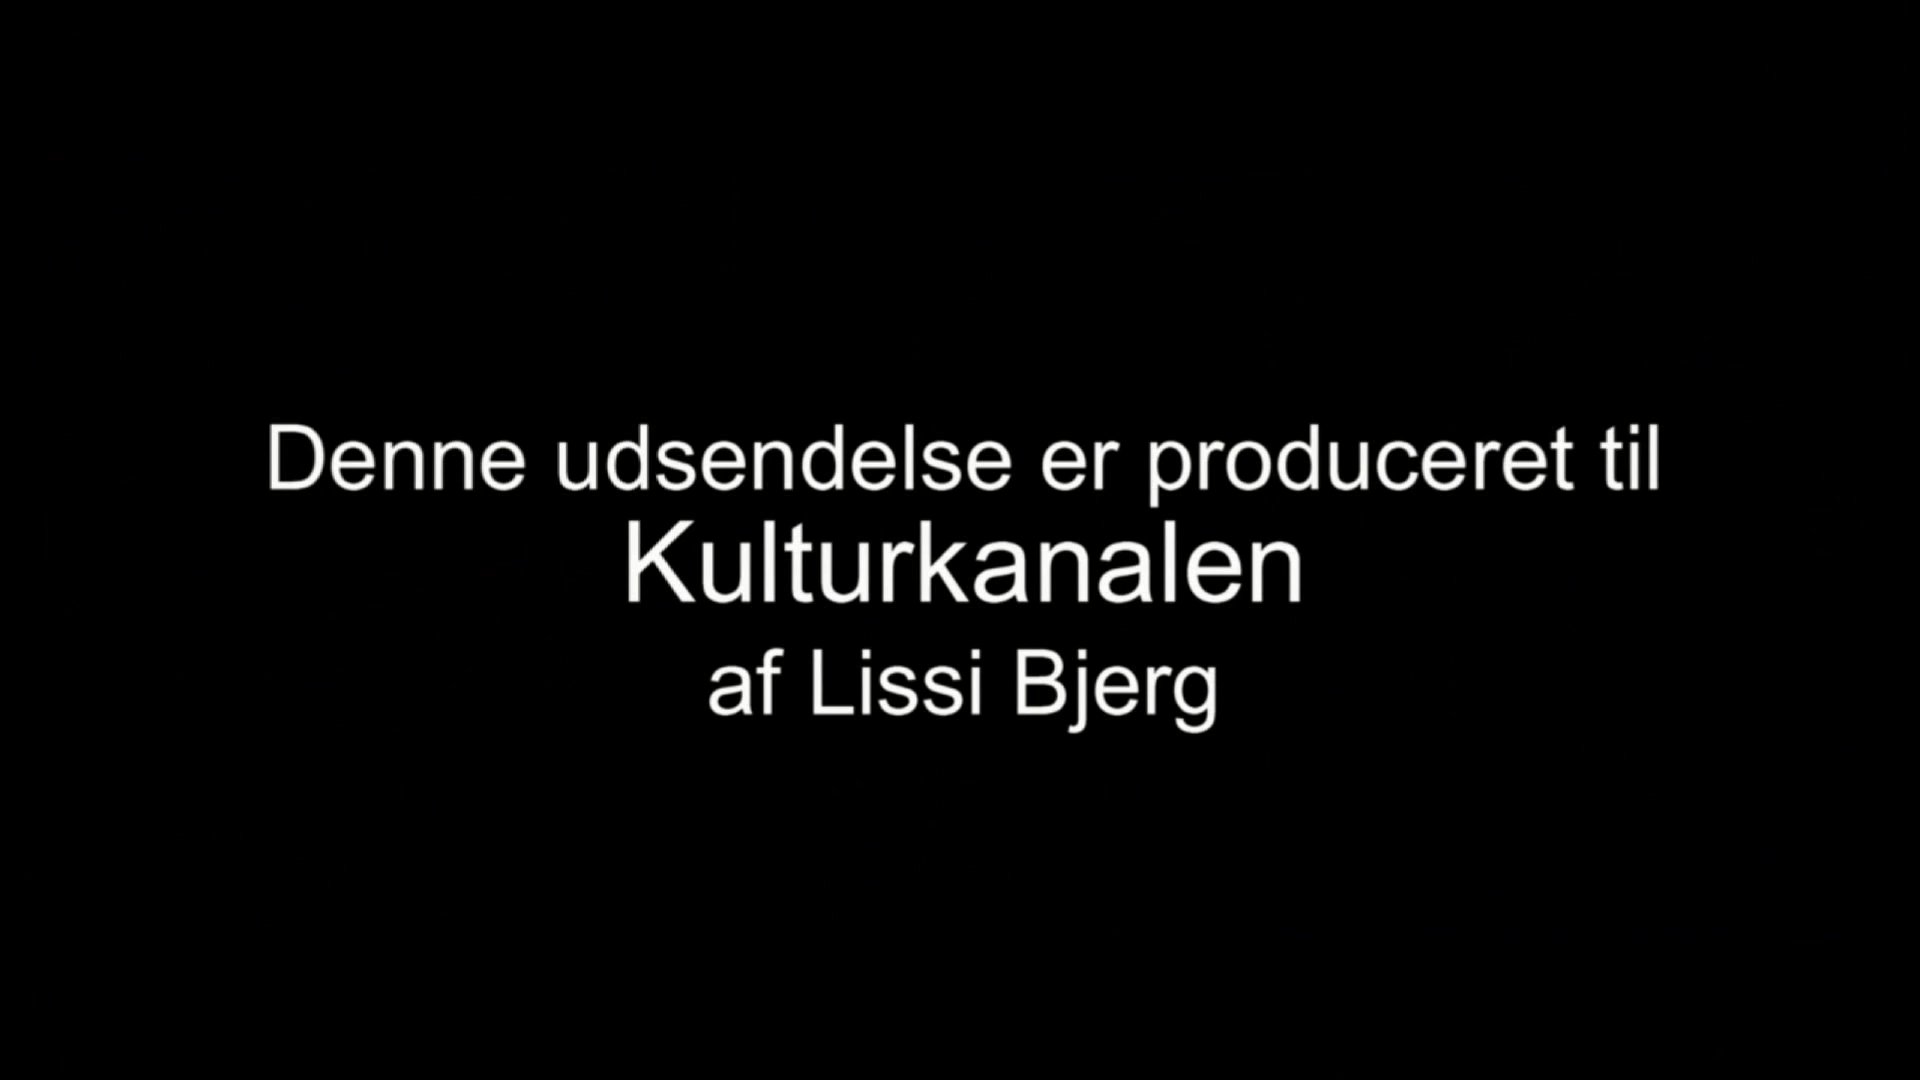 Denne udsendelse er produceret til
Kulturkanalen
af Lissi Bjerg